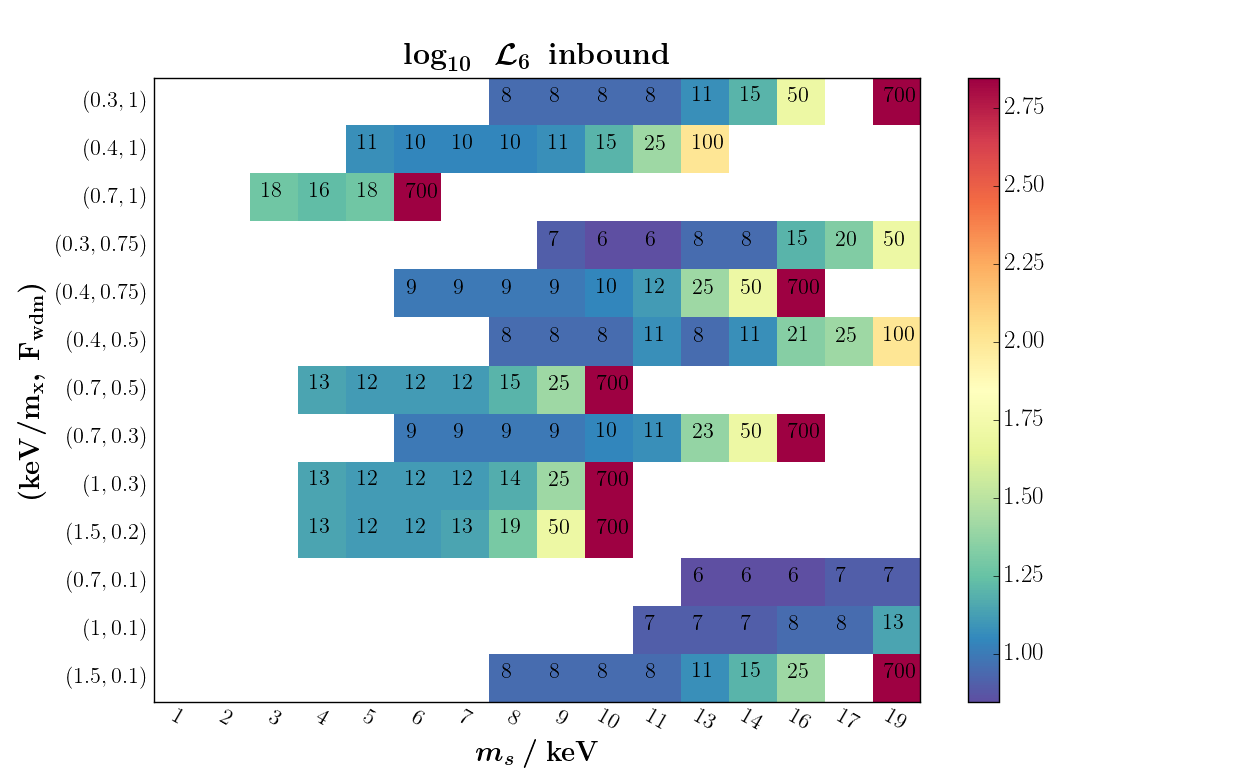 log₁₀ ℒ₆ inbound
(0.3, 1) 8 8 8 8 11 15 50 700
(0.4, 1) 11 10 10 10 11 15 25 100
(0.7, 1) 18 16 18 700
(0.3, 0.75) 7 6 6 8 8 15 20 50
(0.4, 0.75) 9 9 9 9 10 12 25 50 700
(0.4, 0.5) 8 8 8 11 8 11 21 25 100
(0.7, 0.5) 13 12 12 12 15 25 700
(0.7, 0.3) 9 9 9 9 10 11 23 50 700
(1, 0.3) 13 12 12 12 14 25 700
(1.5, 0.2) 13 12 12 13 19 50 700
(0.7, 0.1) 6 6 6 7 7
(1, 0.1) 7 7 7 8 8 13
(1.5, 0.1) 8 8 8 8 11 15 25 700
1 2 3 4 5 6 7 8 9 10 11 13 14 16 17 19
m_s / keV
(keV/m_x, F_wdm)
2.75
2.50
2.25
2.00
1.75
1.50
1.25
1.00